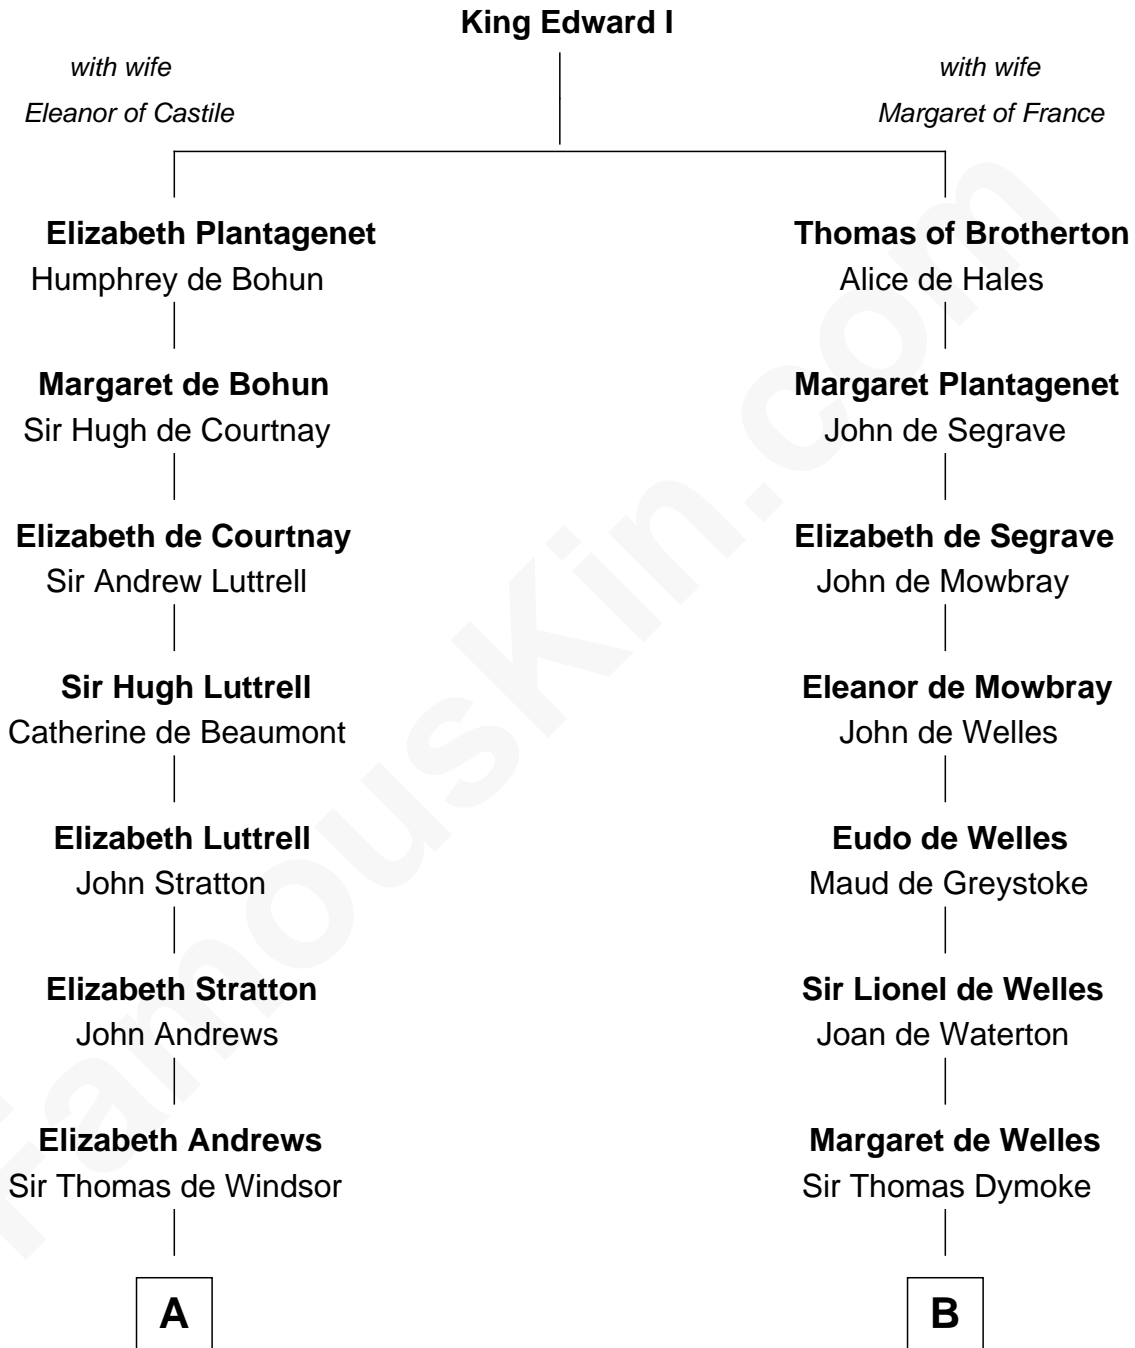 King Edward I
with wife
Eleanor of Castile
with wife
Margaret of France
Elizabeth Plantagenet
Humphrey de Bohun
Thomas of Brotherton
Alice de Hales
Margaret de Bohun
Sir Hugh de Courtnay
Margaret Plantagenet
John de Segrave
Elizabeth de Courtnay
Sir Andrew Luttrell
Elizabeth de Segrave
John de Mowbray
Sir Hugh Luttrell
Catherine de Beaumont
Eleanor de Mowbray
John de Welles
Elizabeth Luttrell
John Stratton
Eudo de Welles
Maud de Greystoke
Elizabeth Stratton
John Andrews
Sir Lionel de Welles
Joan de Waterton
Elizabeth Andrews
Sir Thomas de Windsor
Margaret de Welles
Sir Thomas Dymoke
A
B
FamousKin.com